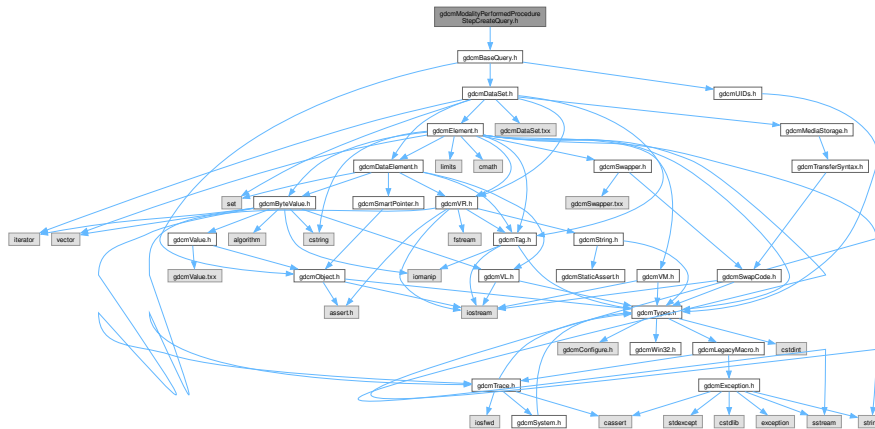 gdcmModalityPerformedProcedure
StepCreateQuery.h
gdcmBaseQuery.h
gdcmDataSet.h
gdcmUIDs.h
gdcmElement.h
gdcmDataSet.txx
gdcmMediaStorage.h
gdcmDataElement.h
limits
cmath
gdcmSwapper.h
gdcmTransferSyntax.h
set
gdcmByteValue.h
gdcmSmartPointer.h
gdcmVR.h
gdcmSwapper.txx
iterator
vector
gdcmValue.h
algorithm
cstring
fstream
gdcmTag.h
gdcmString.h
gdcmValue.txx
gdcmObject.h
iomanip
gdcmVL.h
gdcmStaticAssert.h
gdcmVM.h
gdcmSwapCode.h
assert.h
iostream
gdcmTypes.h
gdcmConfigure.h
gdcmWin32.h
gdcmLegacyMacro.h
cstdint
gdcmTrace.h
gdcmException.h
iosfwd
gdcmSystem.h
cassert
stdexcept
cstdlib
exception
sstream